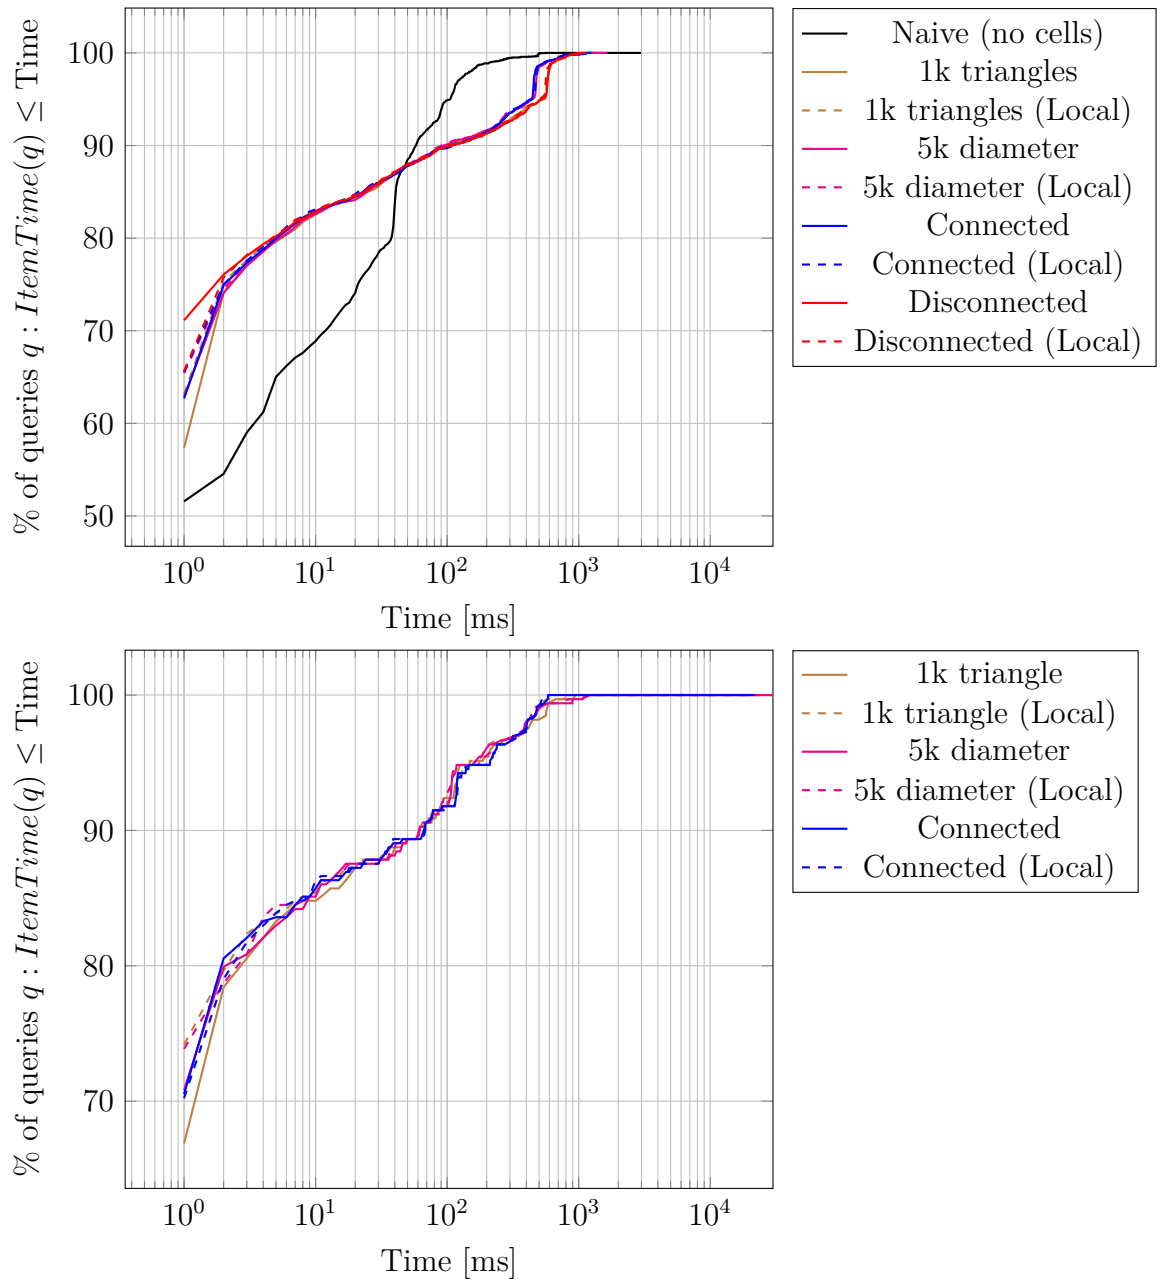 % of queries q : ItemTime(q) ≤ Time
100
90
80
70
60
50
10^0
10^1
10^2
10^3
10^4
Time [ms]
Naive (no cells)
1k triangles
1k triangles (Local)
5k diameter
5k diameter (Local)
Connected
Connected (Local)
Disconnected
Disconnected (Local)
% of queries q : ItemTime(q) ≤ Time
100
90
80
70
10^0
10^1
10^2
10^3
10^4
Time [ms]
1k triangle
1k triangle (Local)
5k diameter
5k diameter (Local)
Connected
Connected (Local)